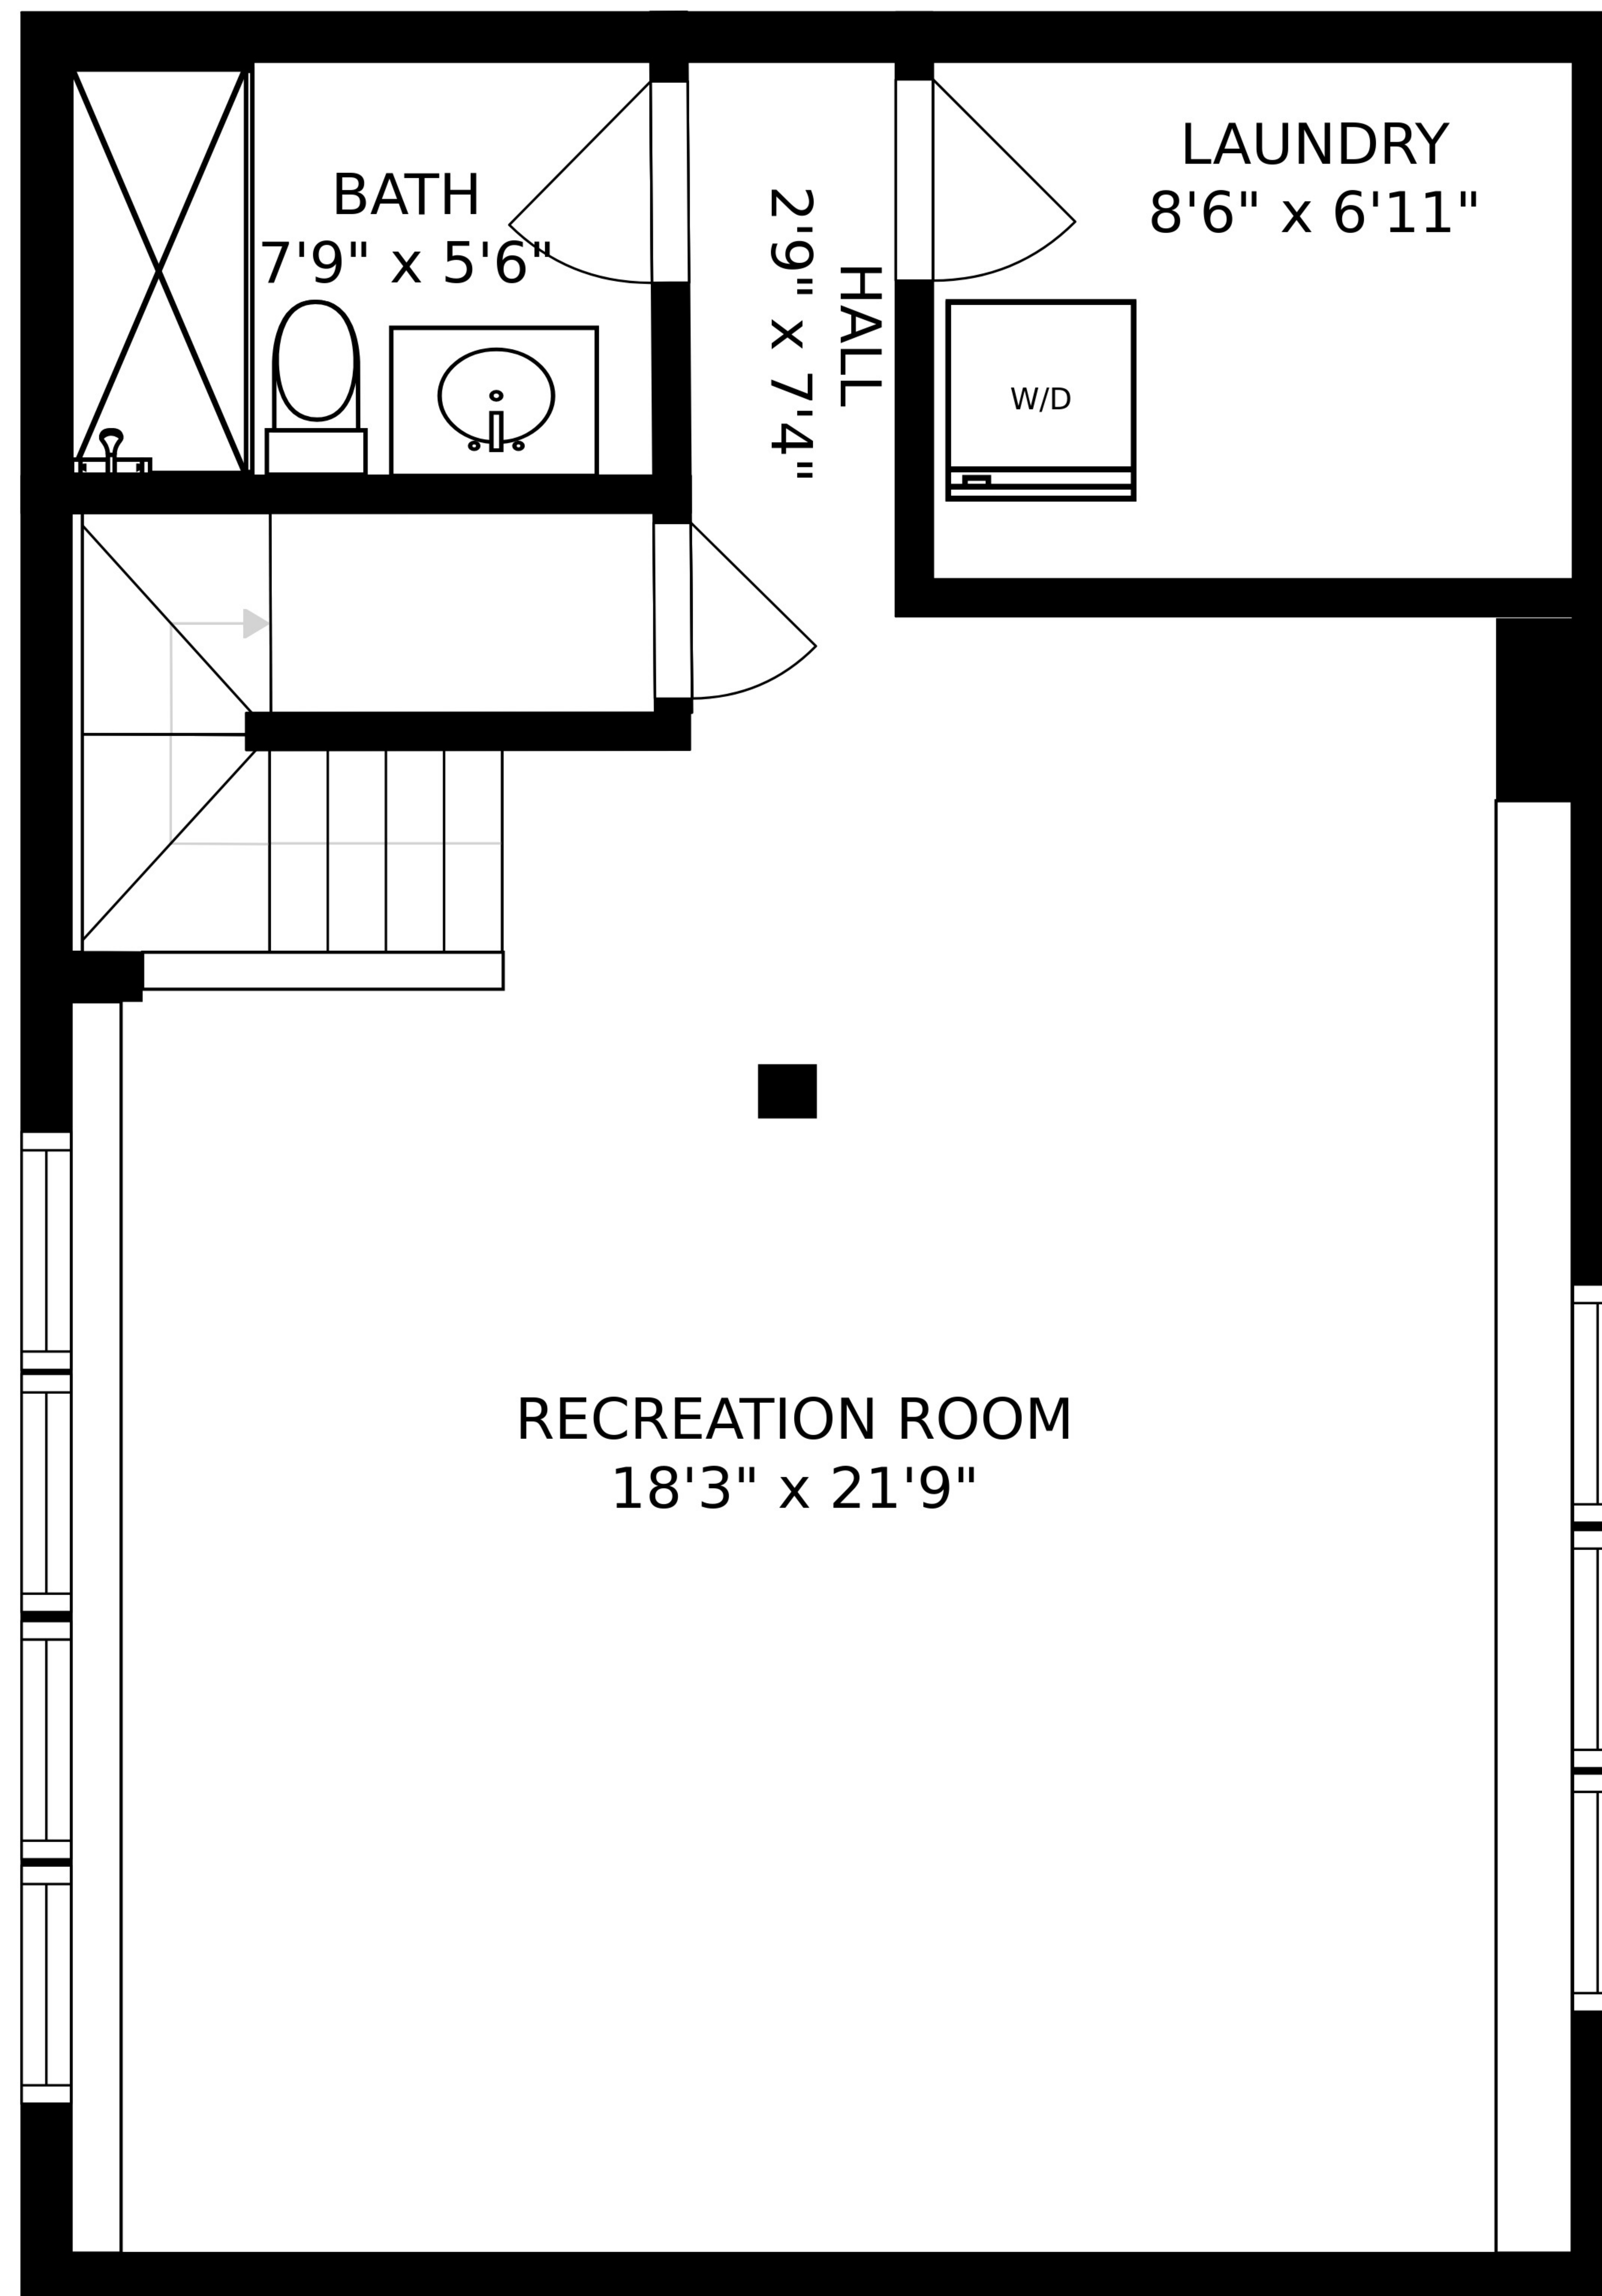 BATH
7'9" x 5'6"
HALL
2'9" x 7'4"
LAUNDRY
8'6" x 6'11"
W/D
RECREATION ROOM
18'3" x 21'9"